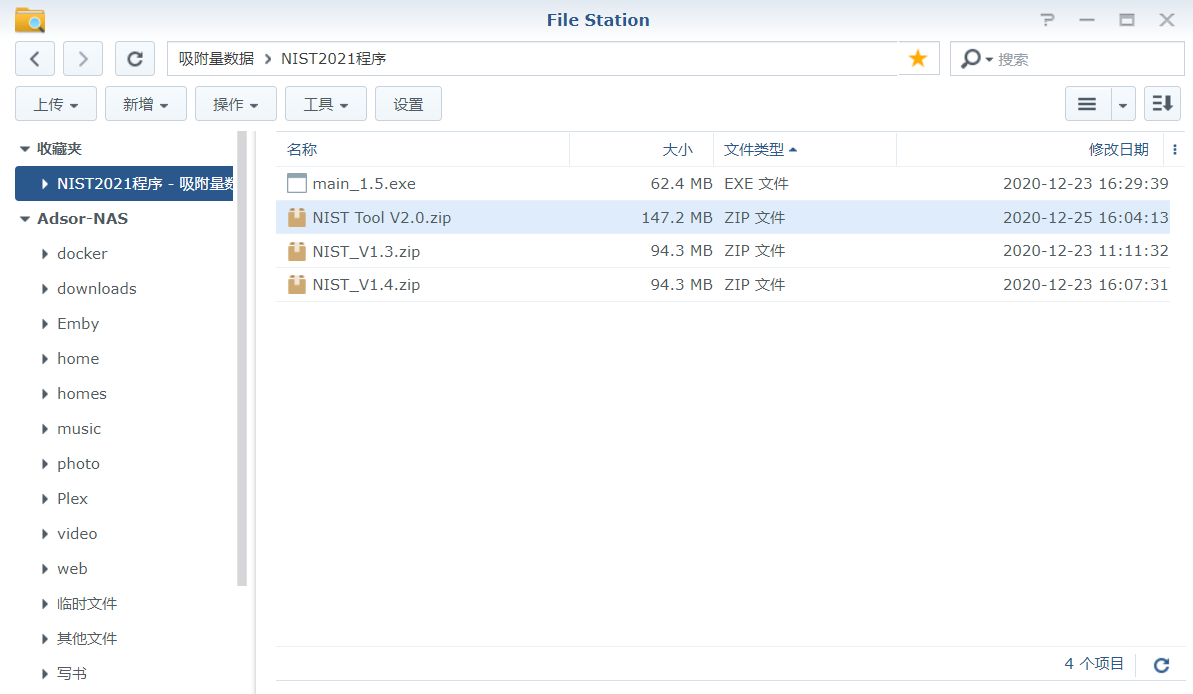 File Station
吸附量数据 > NIST2021程序
搜索
上传 新增 操作 工具 设置
收藏夹
NIST2021程序 - 吸附量数
Adsor-NAS
docker
downloads
Emby
home
homes
music
photo
Plex
video
web
临时文件
其他文件
写书
名称 大小 文件类型 修改日期
main_1.5.exe 62.4 MB EXE 文件 2020-12-23 16:29:39
NIST Tool V2.0.zip 147.2 MB ZIP 文件 2020-12-25 16:04:13
NIST_V1.3.zip 94.3 MB ZIP 文件 2020-12-23 11:11:32
NIST_V1.4.zip 94.3 MB ZIP 文件 2020-12-23 16:07:31
4 个项目